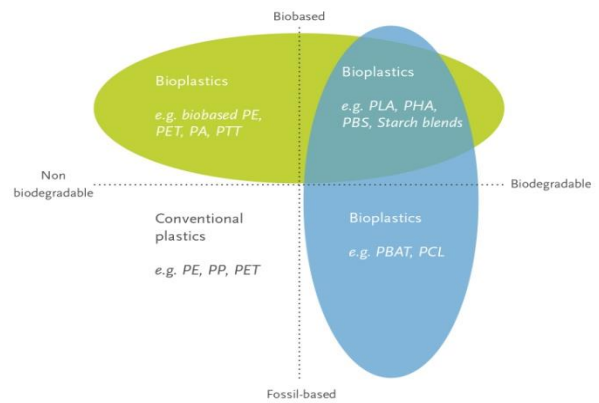 Biobased
Bioplastics
e.g. biobased PE,
PET, PA, PTT
Bioplastics
e.g. PLA, PHA,
PBS, Starch blends
Non
biodegradable
Biodegradable
Conventional
plastics
e.g. PE, PP, PET
Bioplastics
e.g. PBAT, PCL
Fossil-based